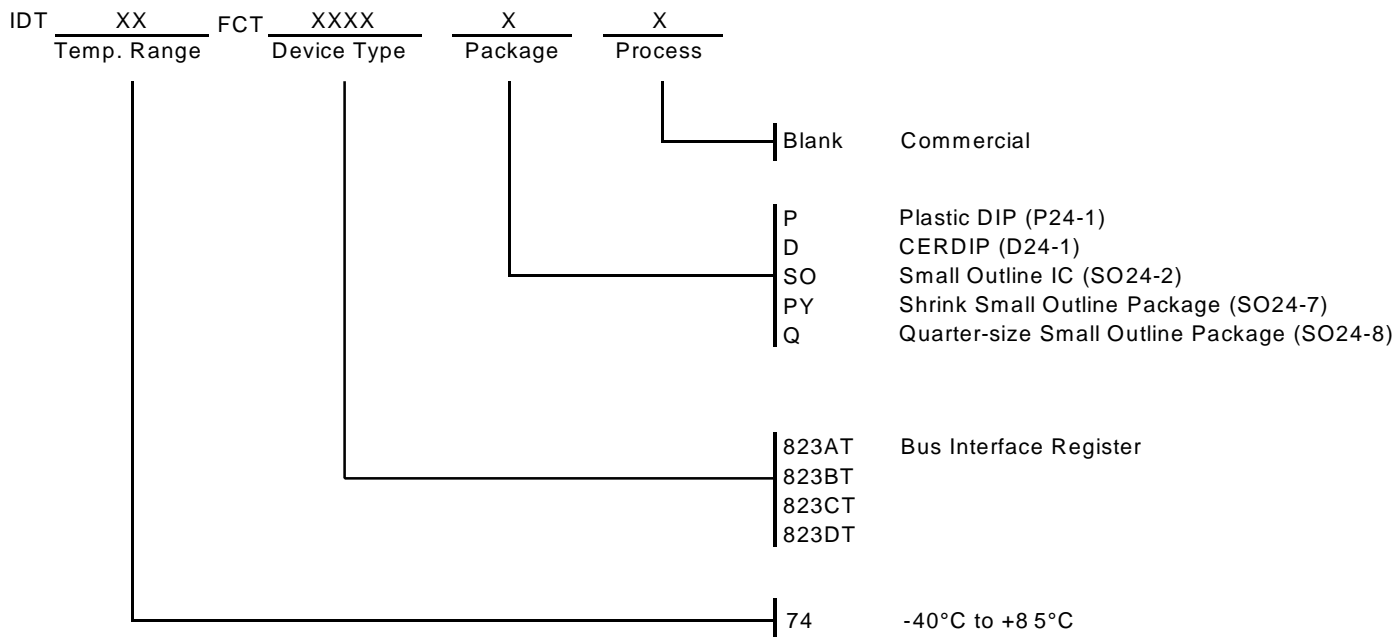 IDT XX FCT XXXX X X
Temp. Range Device Type Package Process
Blank Commercial
P Plastic DIP (P24-1)
D CERDIP (D24-1)
SO Small Outline IC (SO24-2)
PY Shrink Small Outline Package (SO24-7)
Q Quarter-size Small Outline Package (SO24-8)
823AT Bus Interface Register
823BT
823CT
823DT
74 -40°C to +85°C